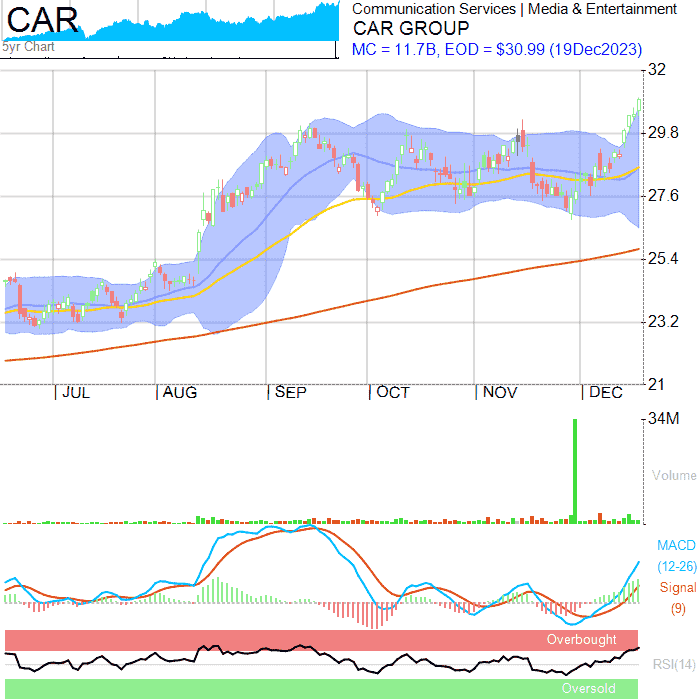 CAR
5yr Chart
Communication Services | Media & Entertainment
CAR GROUP
MC = 11.7B, EOD = $30.99 (19Dec2023)
32
29.8
27.6
25.4
23.2
21
JUL AUG SEP OCT NOV DEC
34M
Volume
MACD
(12-26)
Signal
(9)
Overbought
RSI(14)
Oversold